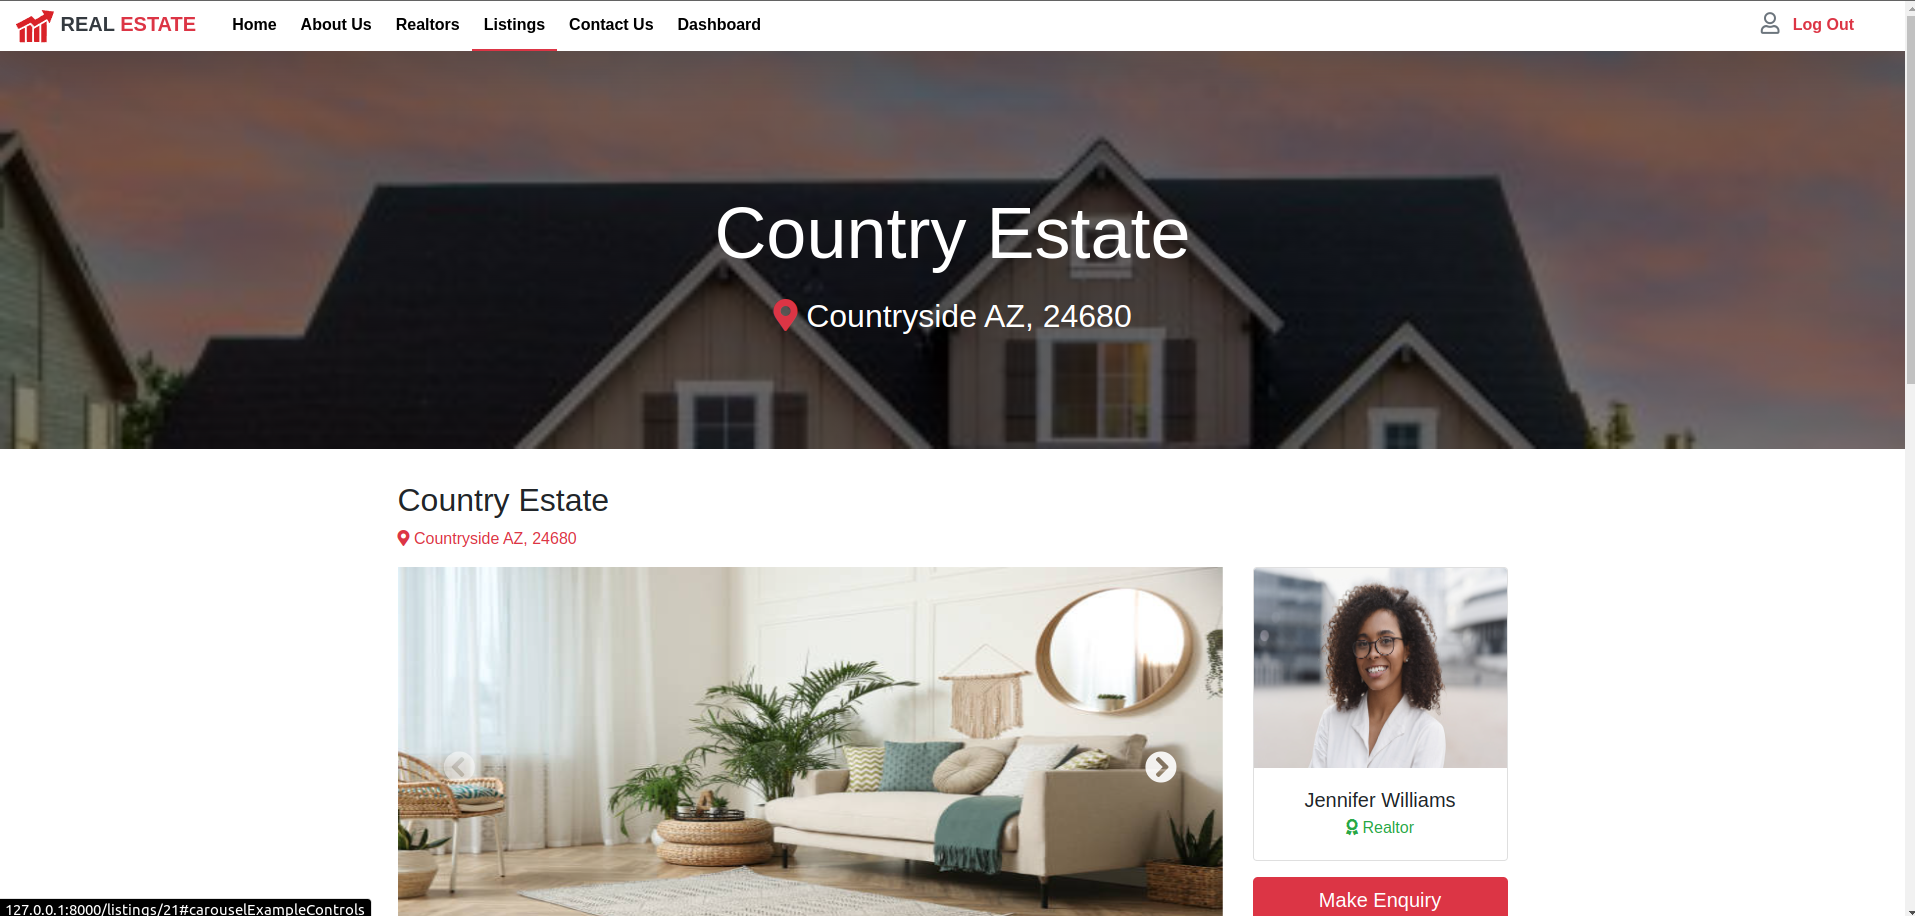 REAL ESTATE
Home About Us Realtors Listings Contact Us Dashboard
Log Out
Country Estate
Countryside AZ, 24680
Country Estate
Countryside AZ, 24680
Jennifer Williams
Realtor
Make Enquiry
127.0.0.1:8000/listings/21#carouselExampleControls